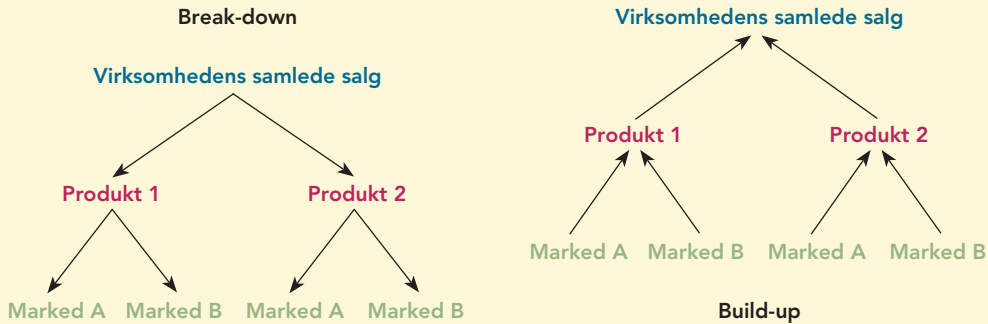 Break-down
Virksomhedens samlede salg
Produkt 1 Produkt 2
Marked A Marked B Marked A Marked B
Virksomhedens samlede salg
Produkt 1 Produkt 2
Marked A Marked B Marked A Marked B
Build-up